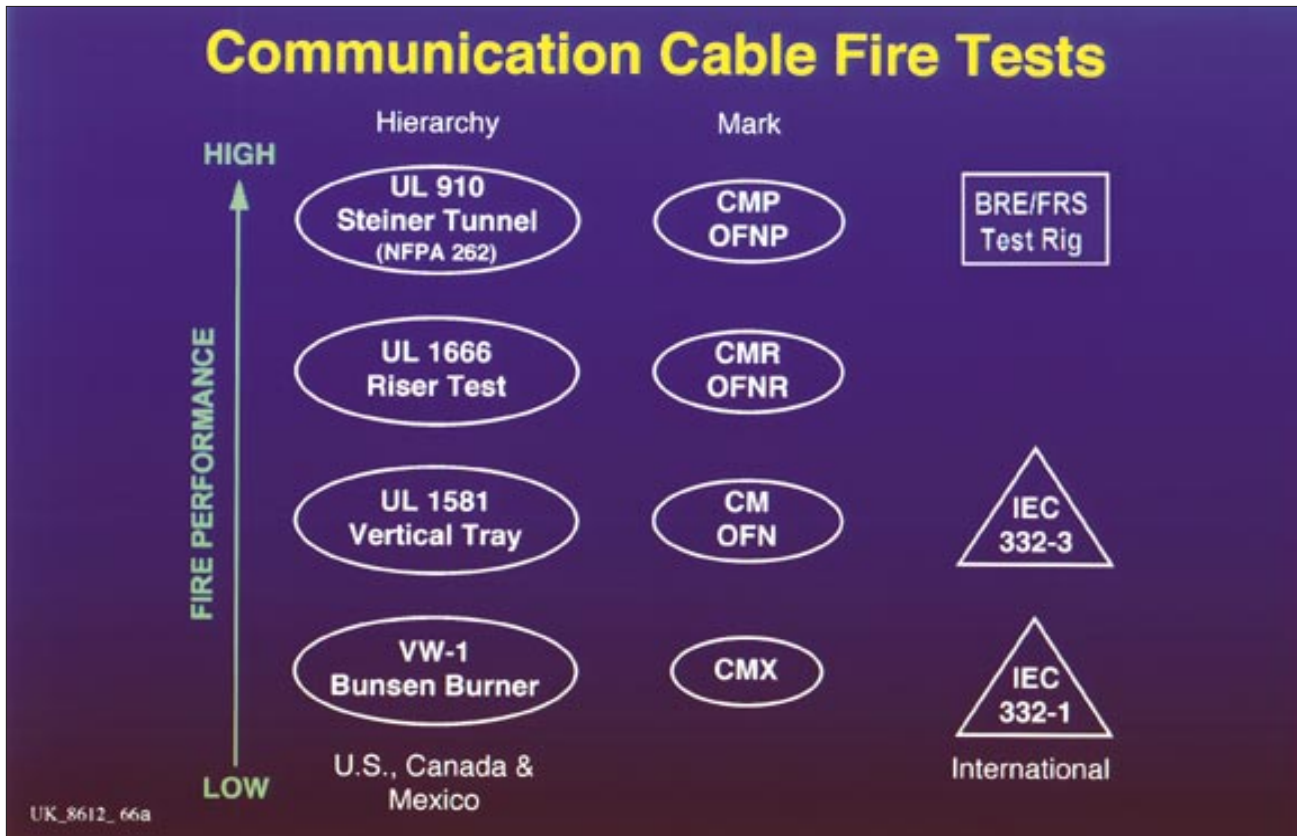 Communication Cable Fire Tests
Hierarchy
Mark
HIGH
UL 910
Steiner Tunnel
(NFPA 262)
CMP
OFNP
BRE/FRS
Test Rig
FIRE PERFORMANCE
UL 1666
Riser Test
CMR
OFNR
UL 1581
Vertical Tray
CM
OFN
IEC
332-3
VW-1
Bunsen Burner
CMX
IEC
332-1
LOW
U.S., Canada &
Mexico
International
UK_8612_ 66a